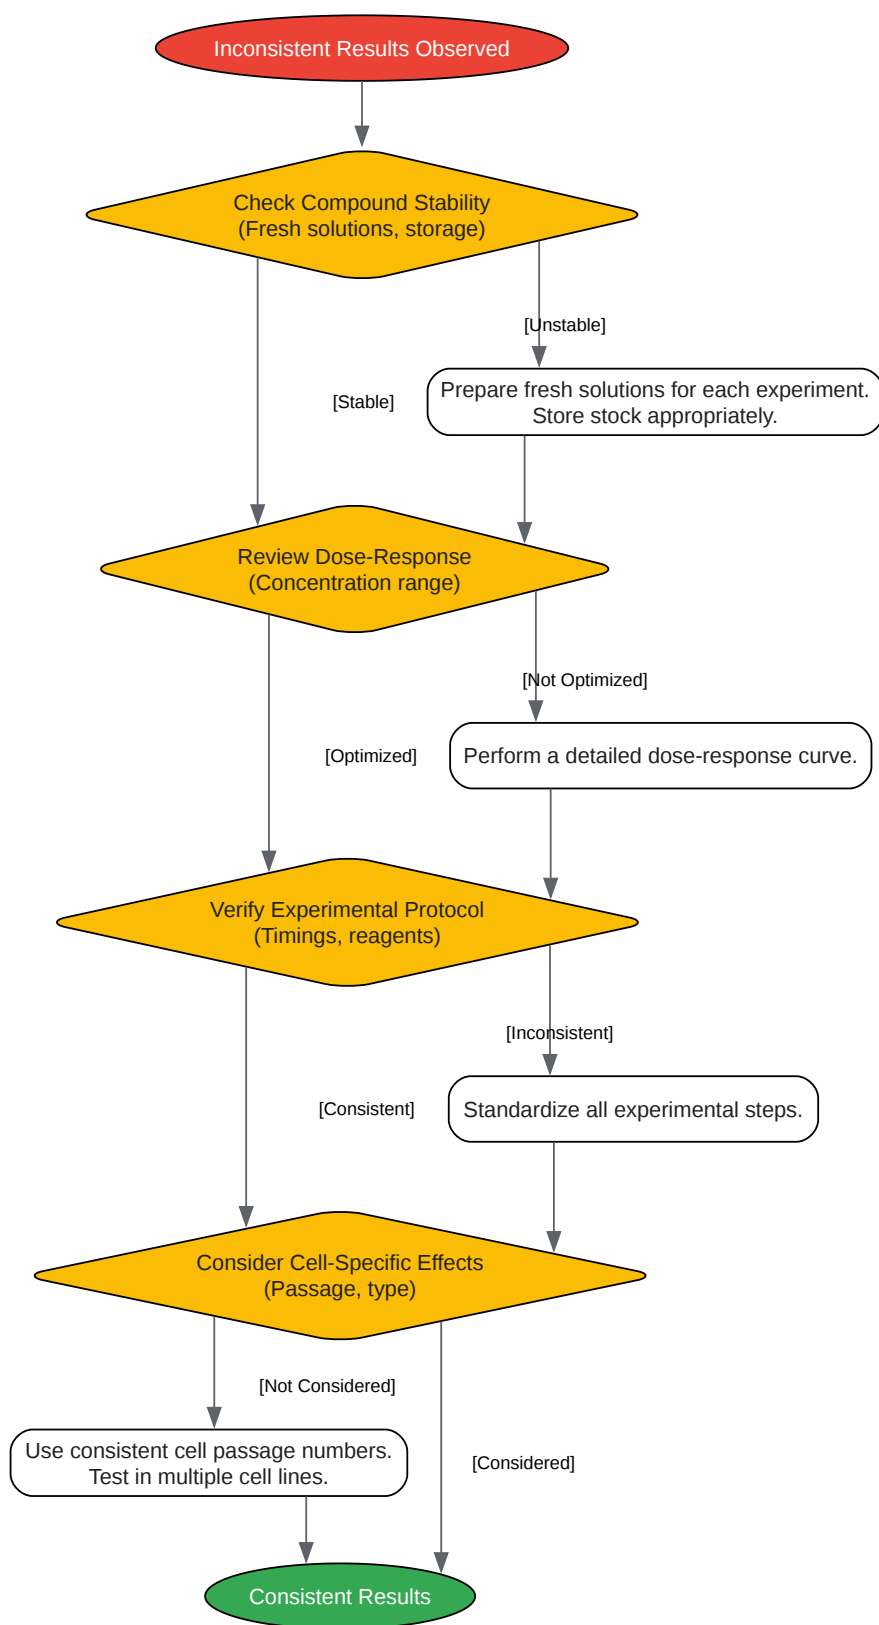 Inconsistent Results Observed
Check Compound Stability
(Fresh solutions, storage)
[Unstable]
[Stable]
Prepare fresh solutions for each experiment.
Store stock appropriately.
Review Dose-Response
(Concentration range)
[Not Optimized]
[Optimized]
Perform a detailed dose-response curve.
Verify Experimental Protocol
(Timings, reagents)
[Inconsistent]
[Consistent]
Standardize all experimental steps.
Consider Cell-Specific Effects
(Passage, type)
[Not Considered]
Use consistent cell passage numbers.
Test in multiple cell lines.
[Considered]
Consistent Results